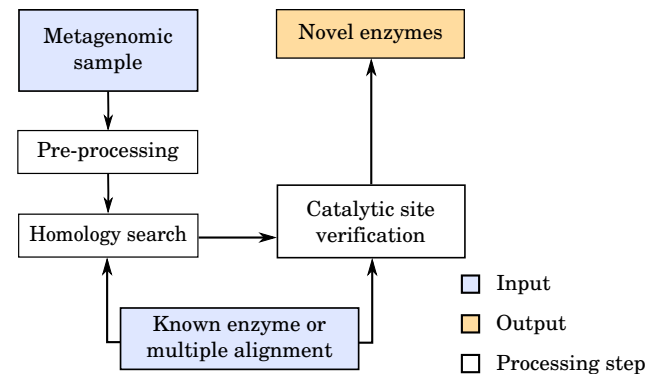 Metagenomic
sample
Novel enzymes
Pre-processing
Homology search
Catalytic site
verification
Known enzyme or
multiple alignment
Input
Output
Processing step